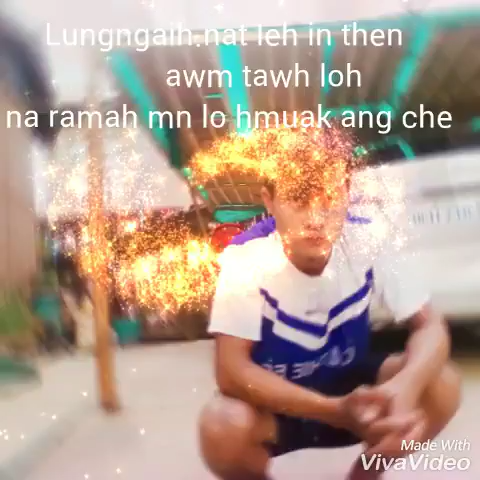 Lungngaih nat leh in then
awm tawh loh
na ramah mn lo hmuak ang che
Made With
VivaVideo